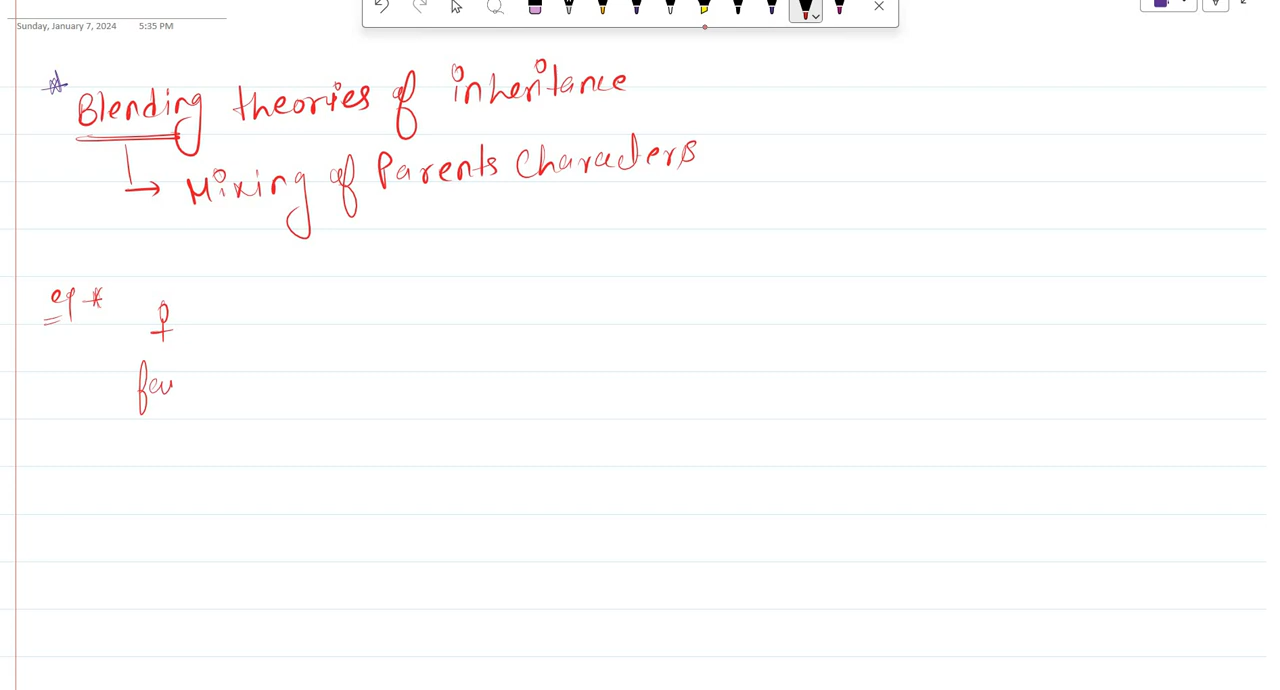 Sunday, January 7, 2024 5:35 PM
Blending theories of inheritance
→ Mixing of Parents Characters
eg *
♀